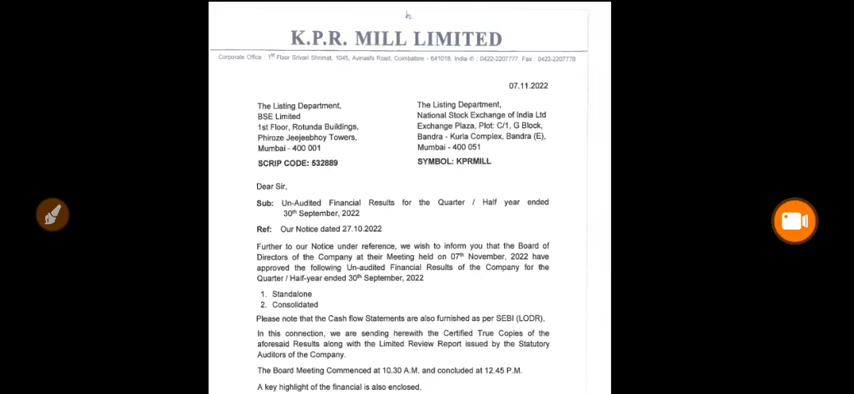 K.P.R. MILL LIMITED
Corporate Office : 1st Floor Srivari Shrimat, 1045, Avinashi Road, Coimbatore - 641018. India ✆ : 0422-2207777 Fax : 0422-2207778
07.11.2022
The Listing Department,
BSE Limited
1st Floor, Rotunda Buildings,
Phiroze Jeejeebhoy Towers,
Mumbai - 400 001
SCRIP CODE: 532889
The Listing Department,
National Stock Exchange of India Ltd
Exchange Plaza, Plot: C/1, G Block,
Bandra - Kurla Complex, Bandra (E),
Mumbai - 400 051
SYMBOL: KPRMILL
Dear Sir,
Sub: Un-Audited Financial Results for the Quarter / Half year ended
30th September, 2022
Ref: Our Notice dated 27.10.2022
Further to our Notice under reference, we wish to inform you that the Board of
Directors of the Company at their Meeting held on 07th November, 2022 have
approved the following Un-audited Financial Results of the Company for the
Quarter / Half-year ended 30th September, 2022
1. Standalone
2. Consolidated
Please note that the Cash flow Statements are also furnished as per SEBI (LODR).
In this connection, we are sending herewith the Certified True Copies of the
aforesaid Results along with the Limited Review Report issued by the Statutory
Auditors of the Company.
The Board Meeting Commenced at 10.30 A.M. and concluded at 12.45 P.M.
A key highlight of the financial is also enclosed.